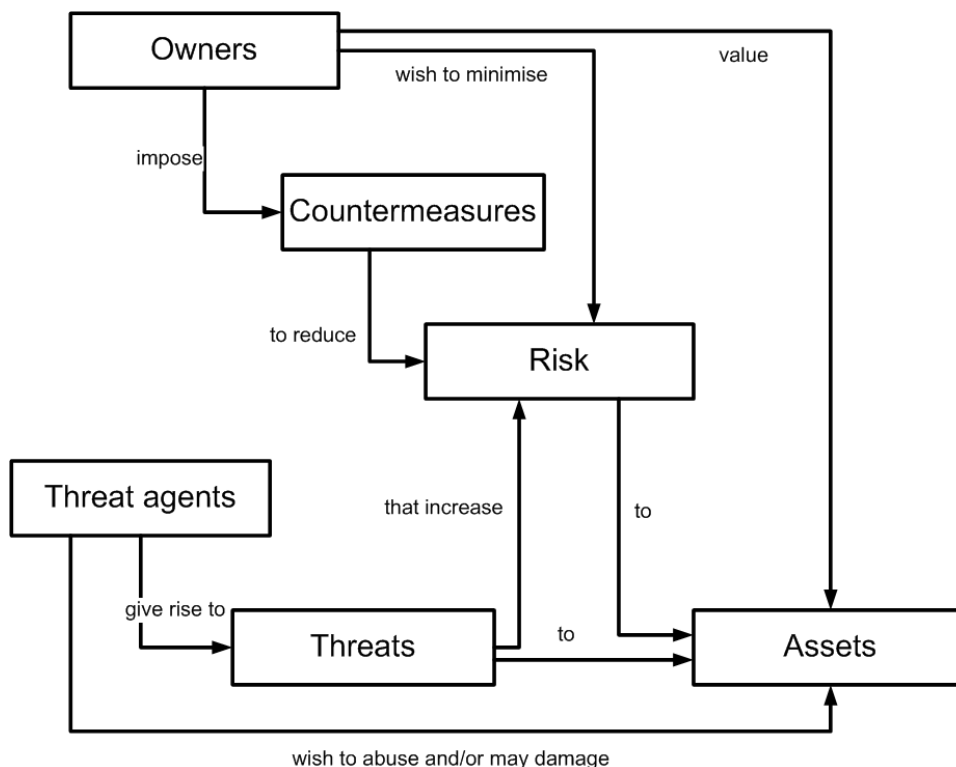 Owners
value
wish to minimise
impose
Countermeasures
to reduce
Risk
Threat agents
that increase
to
give rise to
Threats
to
Assets
wish to abuse and/or may damage